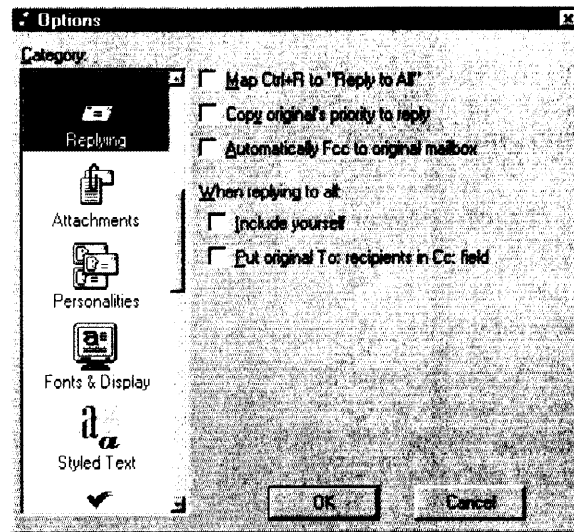 Options
Category:
Map Ctrl+R to "Reply to All"
Replying
Copy original's priority to reply
Automatically Fcc to original mailbox
When replying to all:
Attachments
Include yourself
Put original To: recipients in Cc: field
Personalities
Fonts & Display
Styled Text
OK
Cancel